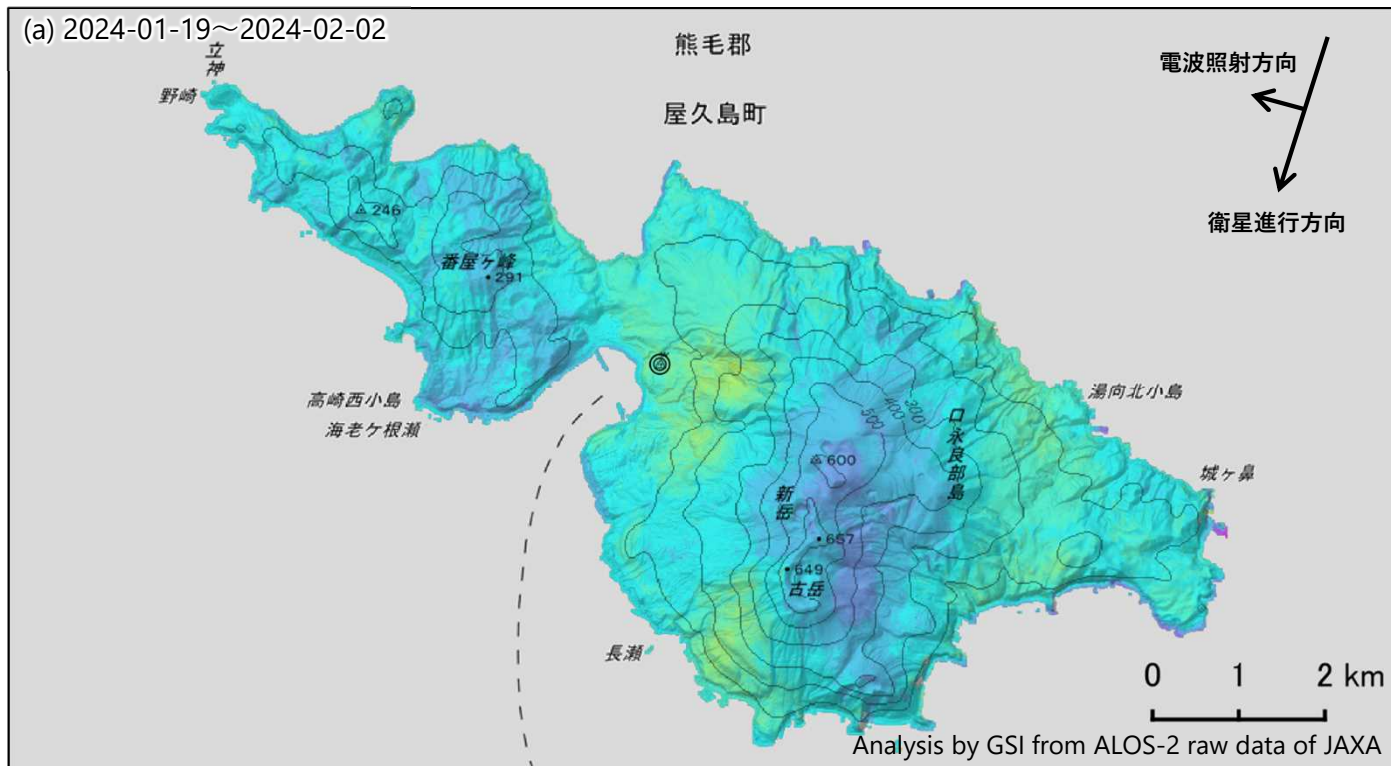 (a) 2024-01-19～2024-02-02
熊毛郡
屋久島町
電波照射方向
衛星進行方向
立神
野崎
246
番屋ヶ峰
291
高崎西小島
海老ケ根瀬
湯向北小島
300
400
500
口永良部島
600
新岳
城ヶ鼻
657
649
古岳
長瀬
0 1 2 km
Analysis by GSI from ALOS-2 raw data of JAXA